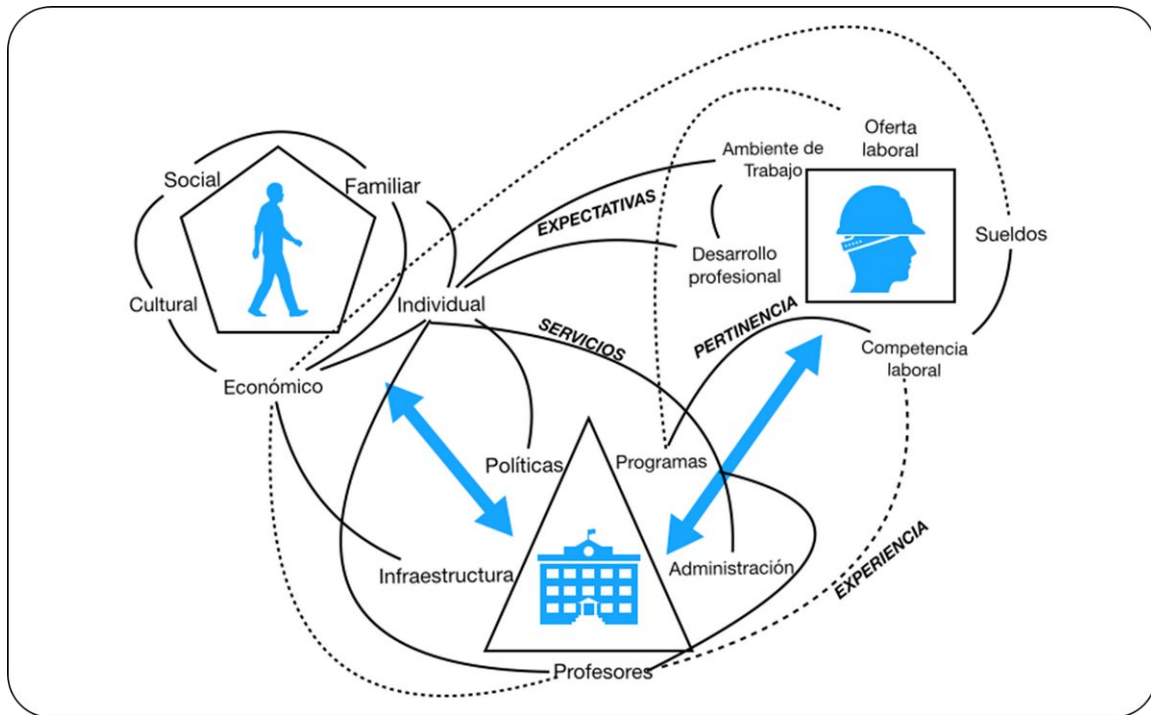 Social
Familiar
Cultural
Individual
Económico
EXPECTATIVAS
Ambiente de
Trabajo
Oferta
laboral
Desarrollo
profesional
Sueldos
SERVICIOS
PERTINENCIA
Competencia
laboral
Políticas
Programas
Infraestructura
Administración
Profesores
EXPERIENCIA